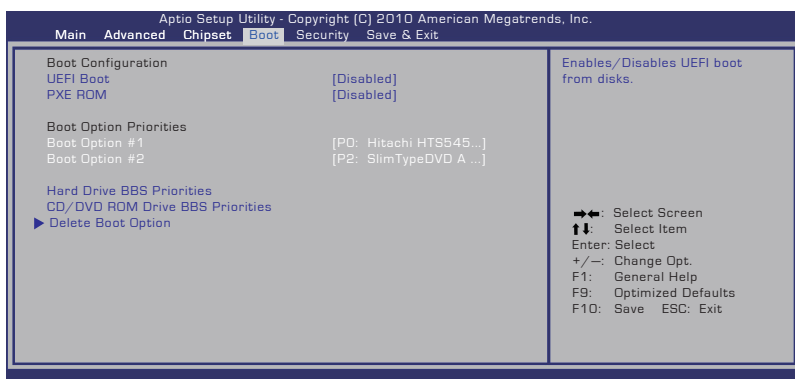 Aptio Setup Utility - Copyright (C) 2010 American Megatrends, Inc.
Main Advanced Chipset Boot Security Save & Exit
Boot Configuration
UEFI Boot [Disabled]
PXE ROM [Disabled]
Boot Option Priorities
Boot Option #1 [P0: Hitachi HTS545...]
Boot Option #2 [P2: SlimTypeDVD A ...]
Hard Drive BBS Priorities
CD/DVD ROM Drive BBS Priorities
Delete Boot Option
Enables/Disables UEFI boot
from disks.
→←: Select Screen
↑↓: Select Item
Enter: Select
+/—: Change Opt.
F1: General Help
F9: Optimized Defaults
F10: Save ESC: Exit